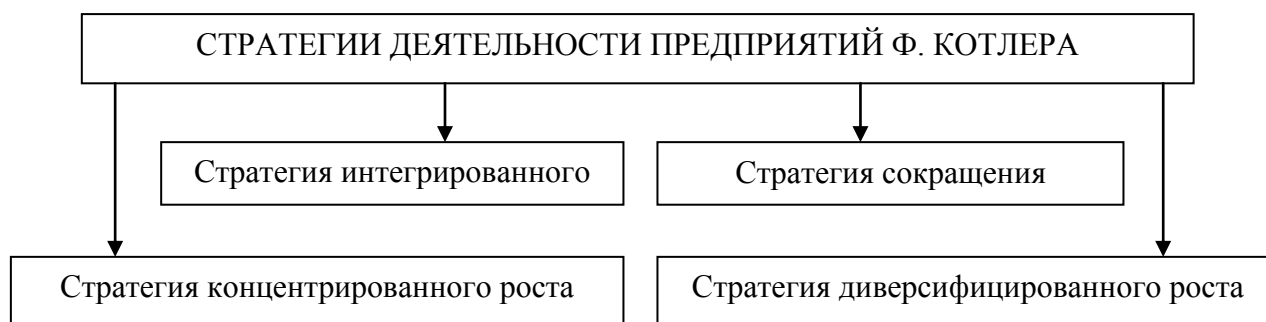 СТРАТЕГИИ ДЕЯТЕЛЬНОСТИ ПРЕДПРИЯТИЙ Ф. КОТЛЕРА
Стратегия интегрированного
Стратегия сокращения
Стратегия концентрированного роста
Стратегия диверсифицированного роста